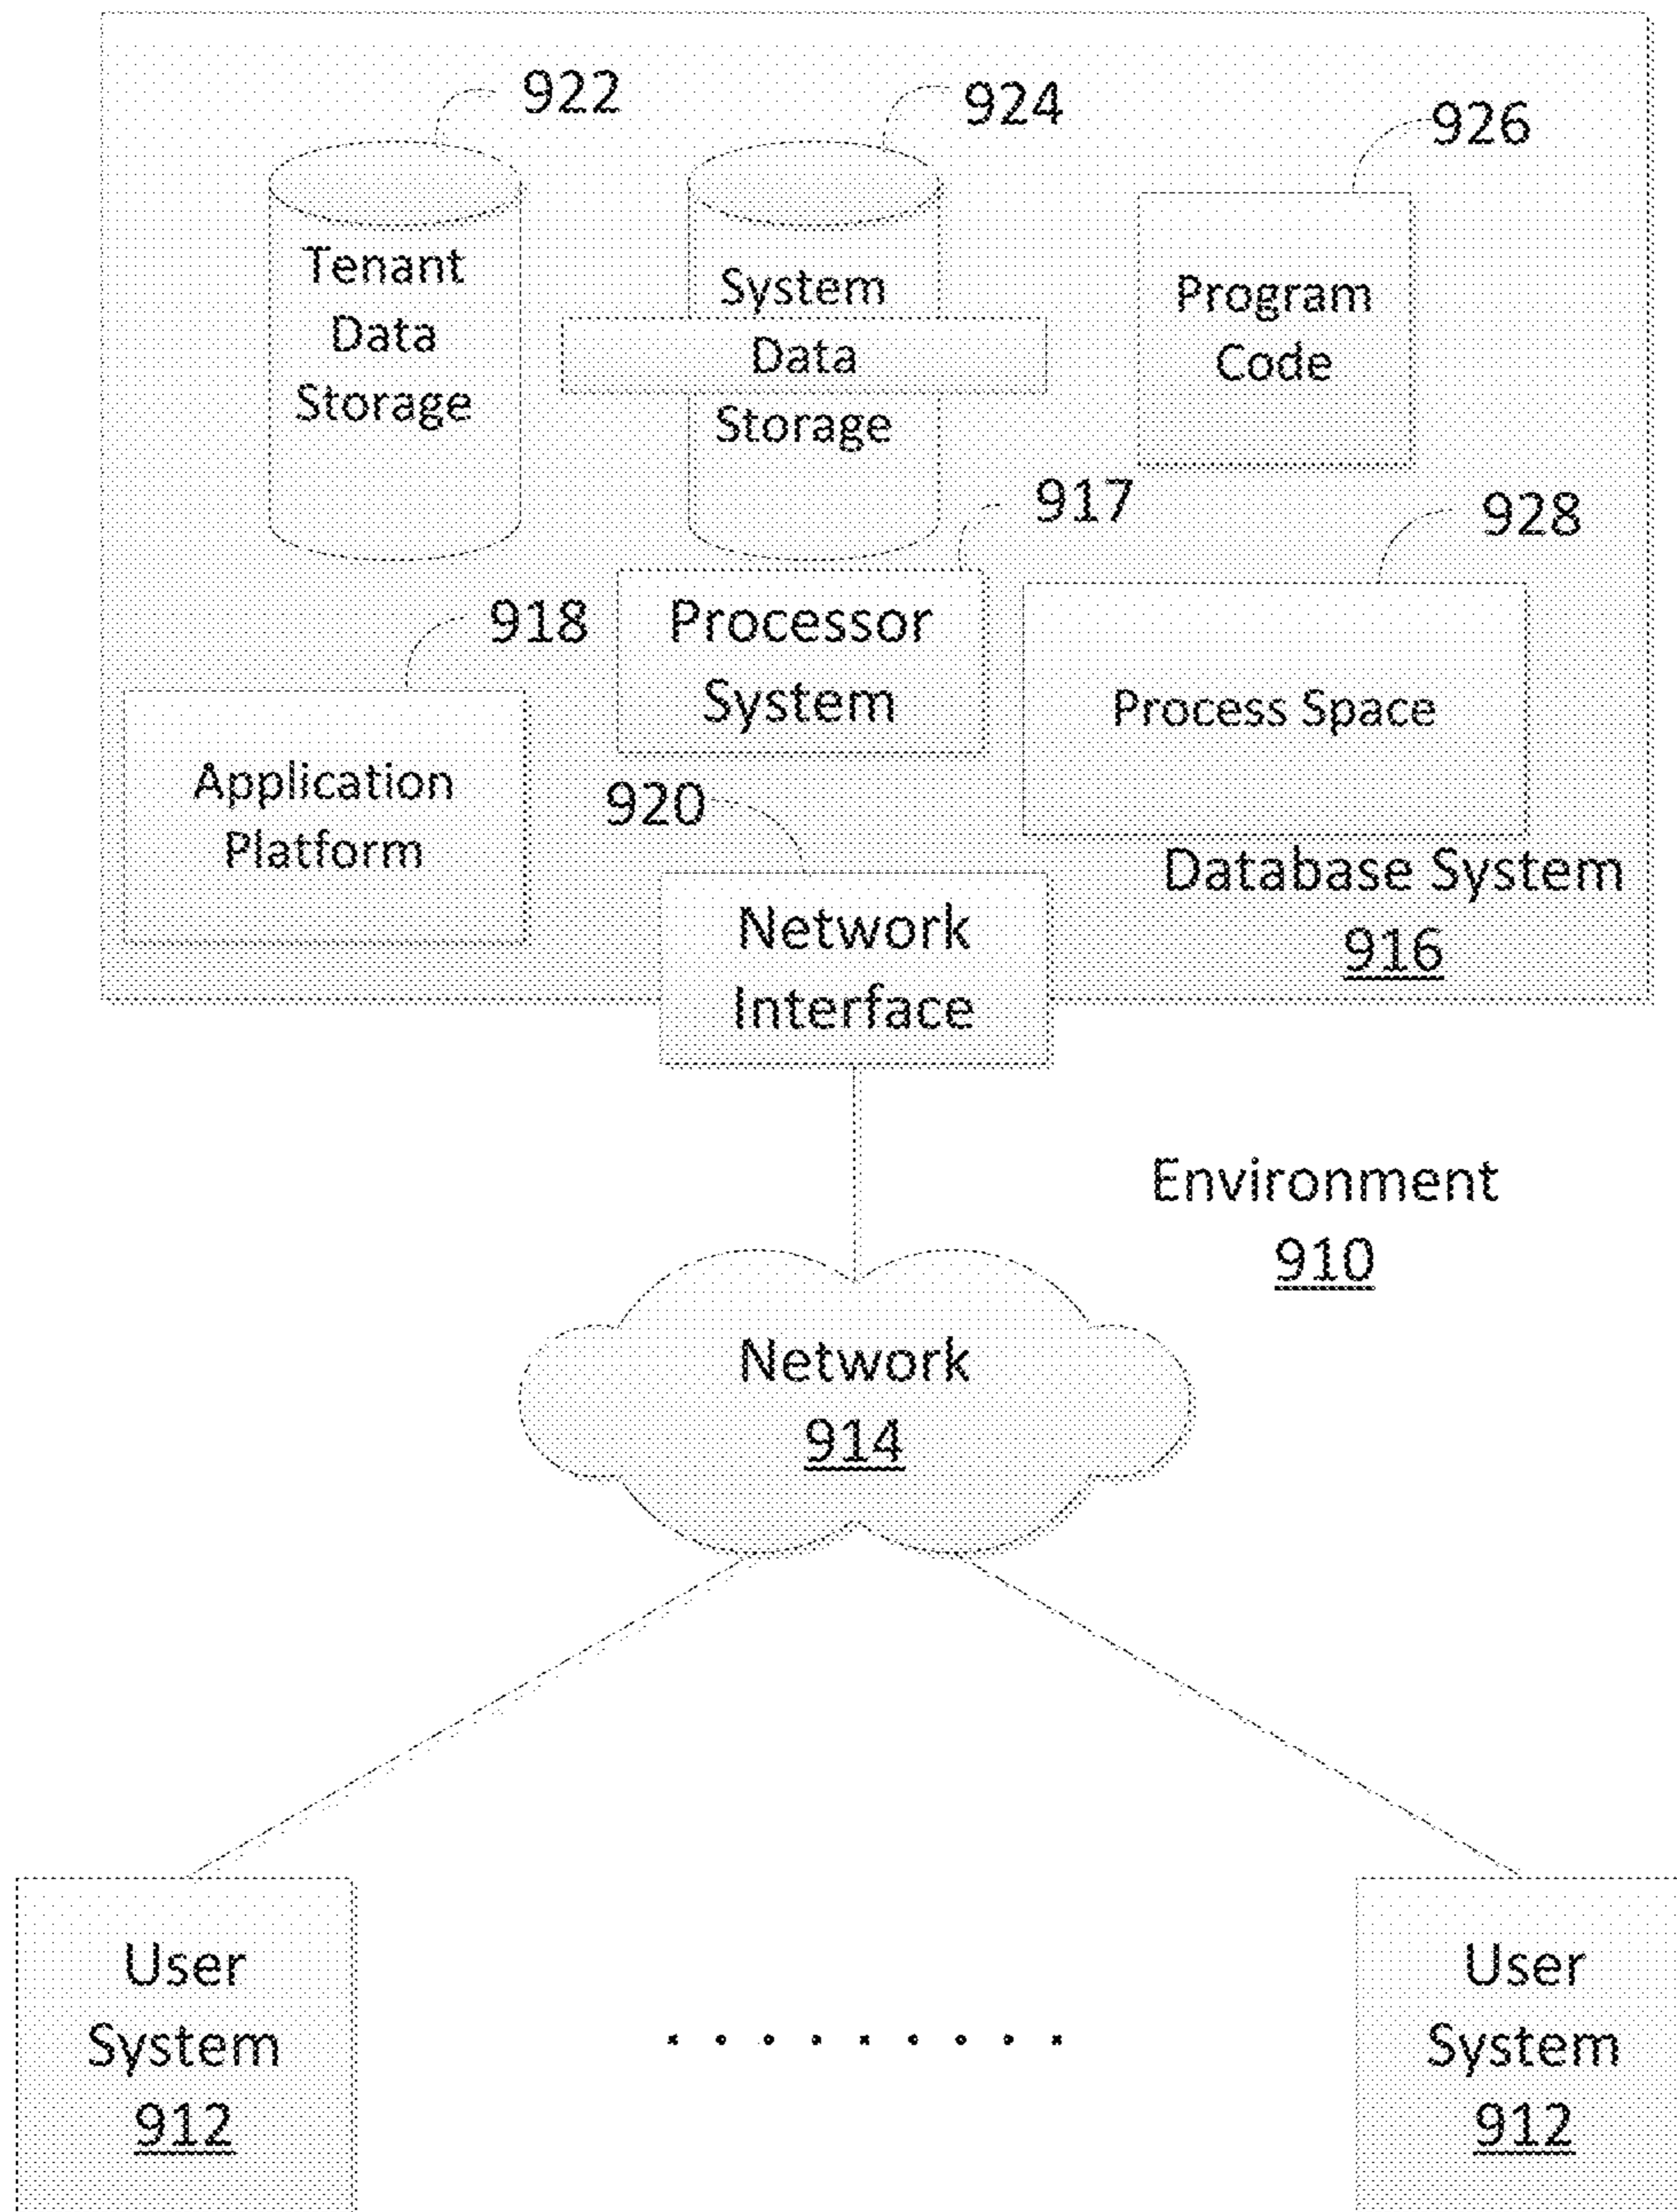 922
924
926
Tenant
Data
Storage
System
Data
Storage
Program
Code
917
928
918
Processor
System
Process Space
Application
Platform
920
Database System
916
Network
Interface
Environment
910
Network
914
User
System
912
User
System
912